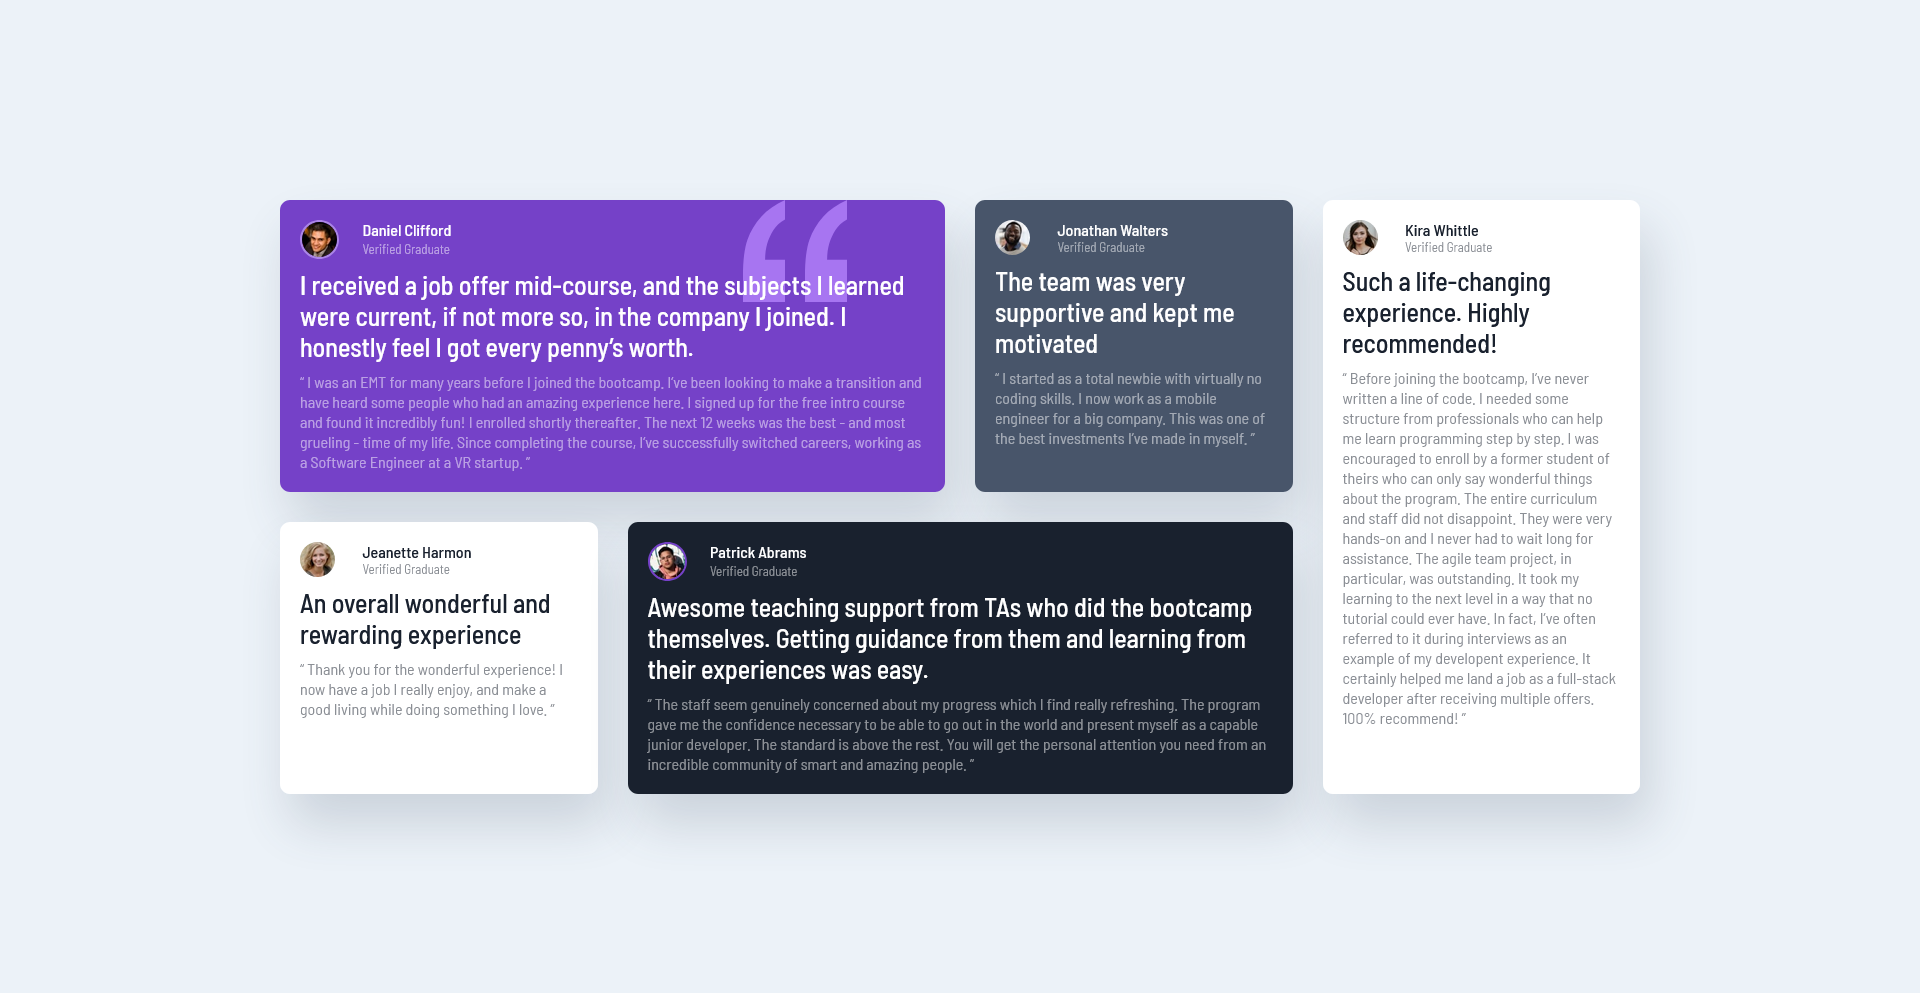 Daniel Clifford
Verified Graduate
I received a job offer mid-course, and the subjects I learned
were current, if not more so, in the company I joined. I
honestly feel I got every penny’s worth.
“ I was an EMT for many years before I joined the bootcamp. I’ve been looking to make a transition and
have heard some people who had an amazing experience here. I signed up for the free intro course
and found it incredibly fun! I enrolled shortly thereafter. The next 12 weeks was the best - and most
grueling - time of my life. Since completing the course, I’ve successfully switched careers, working as
a Software Engineer at a VR startup. ”
Jonathan Walters
Verified Graduate
The team was very
supportive and kept me
motivated
“ I started as a total newbie with virtually no
coding skills. I now work as a mobile
engineer for a big company. This was one of
the best investments I’ve made in myself. ”
Kira Whittle
Verified Graduate
Such a life-changing
experience. Highly
recommended!
“ Before joining the bootcamp, I’ve never
written a line of code. I needed some
structure from professionals who can help
me learn programming step by step. I was
encouraged to enroll by a former student of
theirs who can only say wonderful things
about the program. The entire curriculum
and staff did not disappoint. They were very
hands-on and I never had to wait long for
assistance. The agile team project, in
particular, was outstanding. It took my
learning to the next level in a way that no
tutorial could ever have. In fact, I’ve often
referred to it during interviews as an
example of my developent experience. It
certainly helped me land a job as a full-stack
developer after receiving multiple offers.
100% recommend! ”
Jeanette Harmon
Verified Graduate
An overall wonderful and
rewarding experience
“ Thank you for the wonderful experience! I
now have a job I really enjoy, and make a
good living while doing something I love. ”
Patrick Abrams
Verified Graduate
Awesome teaching support from TAs who did the bootcamp
themselves. Getting guidance from them and learning from
their experiences was easy.
“ The staff seem genuinely concerned about my progress which I find really refreshing. The program
gave me the confidence necessary to be able to go out in the world and present myself as a capable
junior developer. The standard is above the rest. You will get the personal attention you need from an
incredible community of smart and amazing people. ”